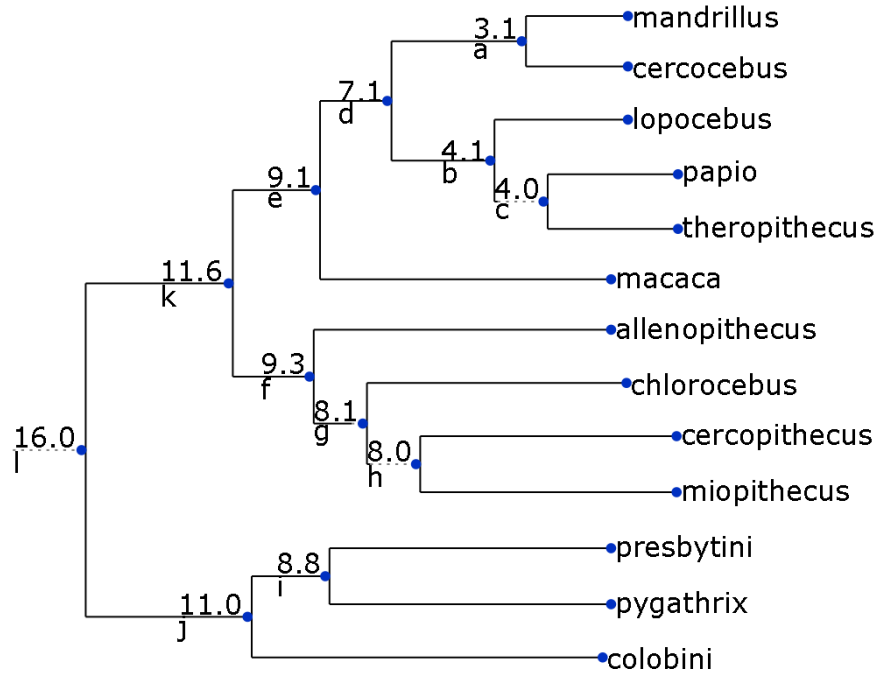 mandrillus
3.1
a
cercocebus
7.1
d
lopocebus
4.1
b
papio
4.0
c
theropithecus
9.1
e
macaca
11.6
k
allenopithecus
9.3
f
chlorocebus
8.1
g
cercopithecus
8.0
h
miopithecus
16.0
l
presbytini
8.8
i
pygathrix
11.0
j
colobini